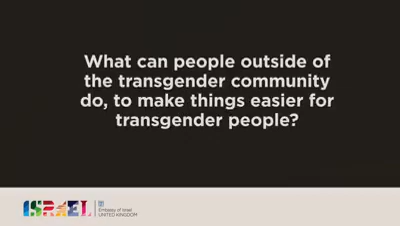 What can people outside of
the transgender community
do, to make things easier for
transgender people?
ISRAEL
Embassy of Israel
UNITED KINGDOM